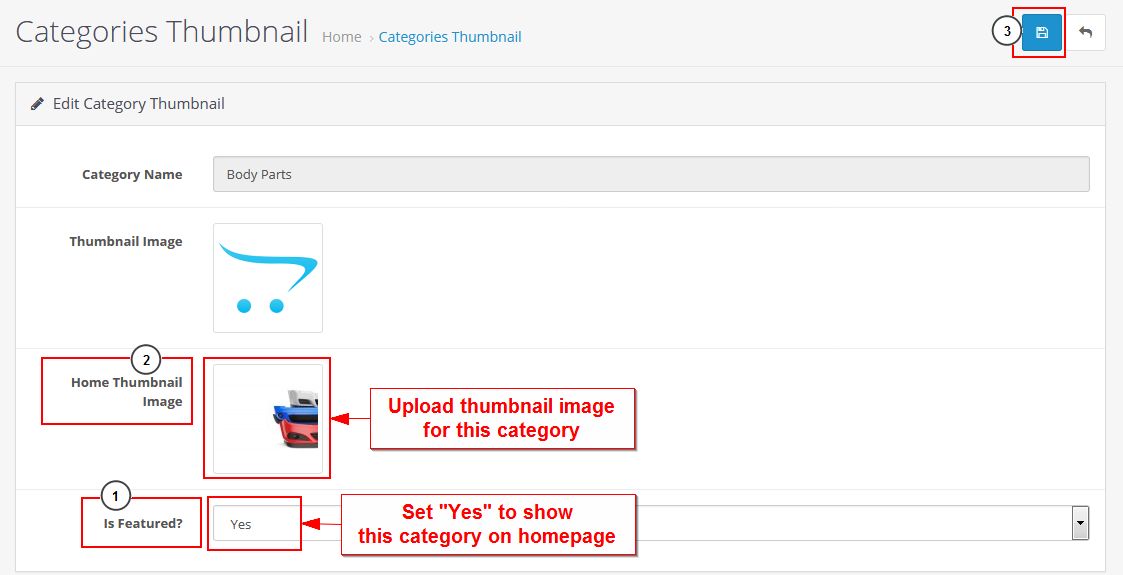 Categories Thumbnail Home › Categories Thumbnail 3
Edit Category Thumbnail
Category Name Body Parts
Thumbnail Image
2
Home Thumbnail
Image
Upload thumbnail image
for this category
1
Is Featured? Yes
Set "Yes" to show
this category on homepage